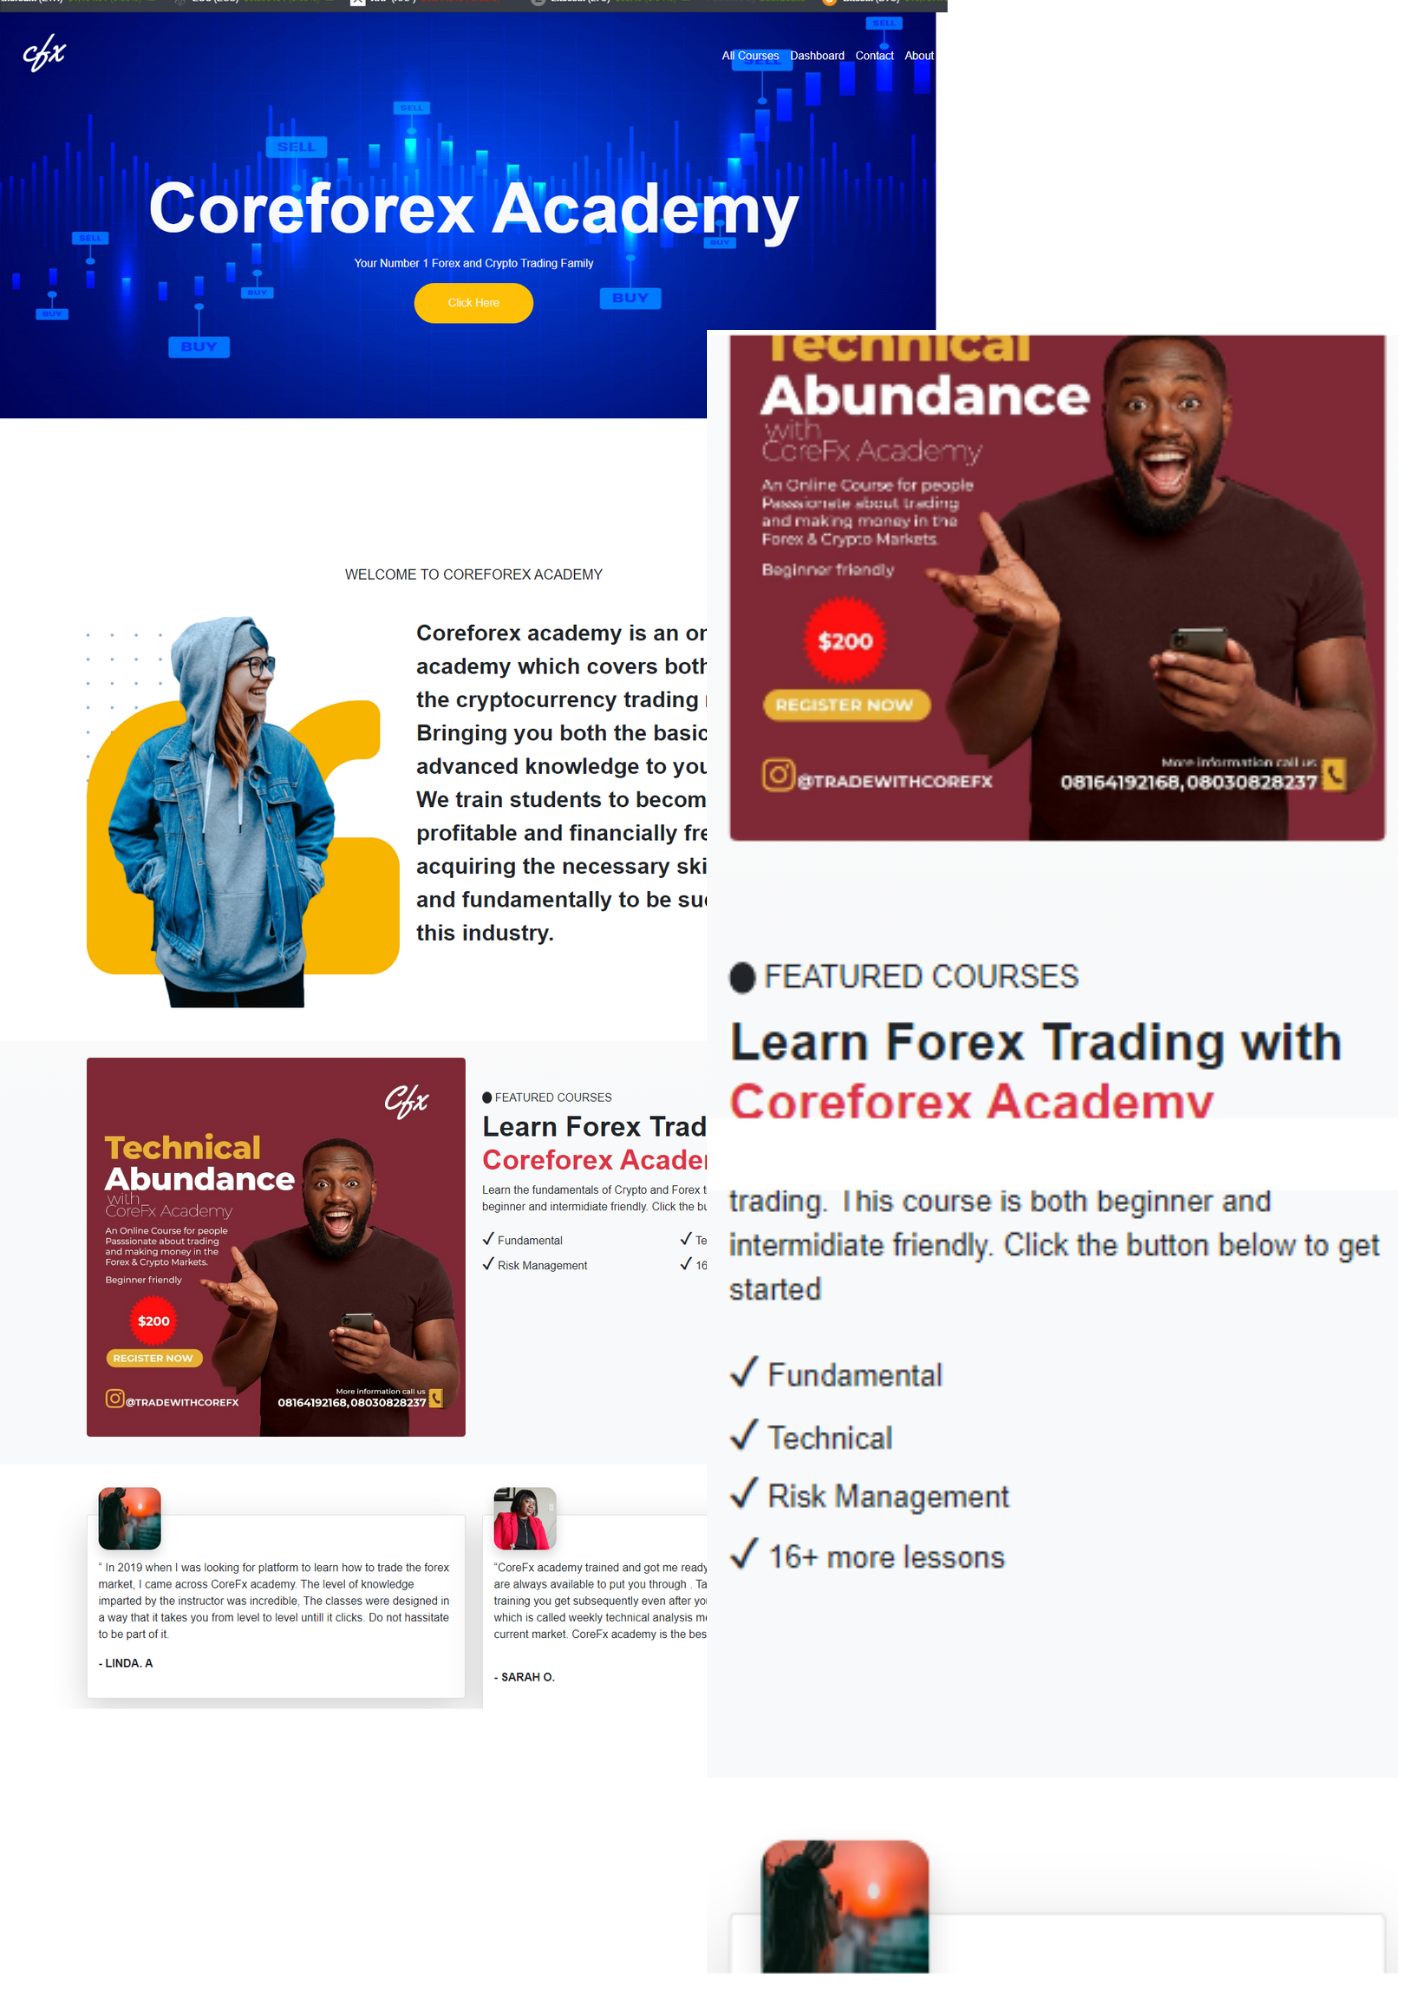 cfx
All Courses Dashboard Contact About
SELL
SELL
SELL
SELL
SELL
Coreforex Academy
BUY
Your Number 1 Forex and Crypto Trading Family
BUY
BUY
BUY
BUY
Click Here
WELCOME TO COREFOREX ACADEMY
Coreforex academy is an
academy which covers both
the cryptocurrency trading
Bringing you both the
advanced knowledge to
We train students to
profitable and financially
acquiring the necessary
and fundamentally to be
this industry.
Cfx
Technical
Abundance
with
CoreFx Academy
An Online Course for people
Passsionate about trading
and making money in the
Forex & Crypto Markets.
Beginner friendly
$200
REGISTER NOW
@TRADEWITHCOREFX
More information call us
08164192168,08030828237
FEATURED COURSES
Learn Forex Trad
Coreforex Acade
Learn the fundamentals of Crypto and Forex t
beginner and intermidiate friendly. Click the bu
✓ Fundamental
✓ Te
✓ Risk Management
✓ 16
" In 2019 when I was looking for platform to learn how to trade the forex
market, I came across CoreFx academy. The level of knowledge
imparted by the instructor was incredible, The classes were designed in
a way that it takes you from level to level untill it clicks. Do not hassitate
to be part of it.
- LINDA. A
"CoreFx academy trained and got me ready
are always available to put you through . Ta
training you get subsequently even after yo
which is called weekly technical analysis m
current market. CoreFx academy is the bes
- SARAH O.
Technical
Abundance
with
CoreFx Academy
An Online Course for people
Passsionate about trading
and making money in the
Forex & Crypto Markets.
Beginner friendly
$200
REGISTER NOW
@TRADEWITHCOREFX
More information call us
08164192168,08030828237
FEATURED COURSES
Learn Forex Trading with
Coreforex Academy
trading. This course is both beginner and
intermidiate friendly. Click the button below to get
started
✓ Fundamental
✓ Technical
✓ Risk Management
✓ 16+ more lessons